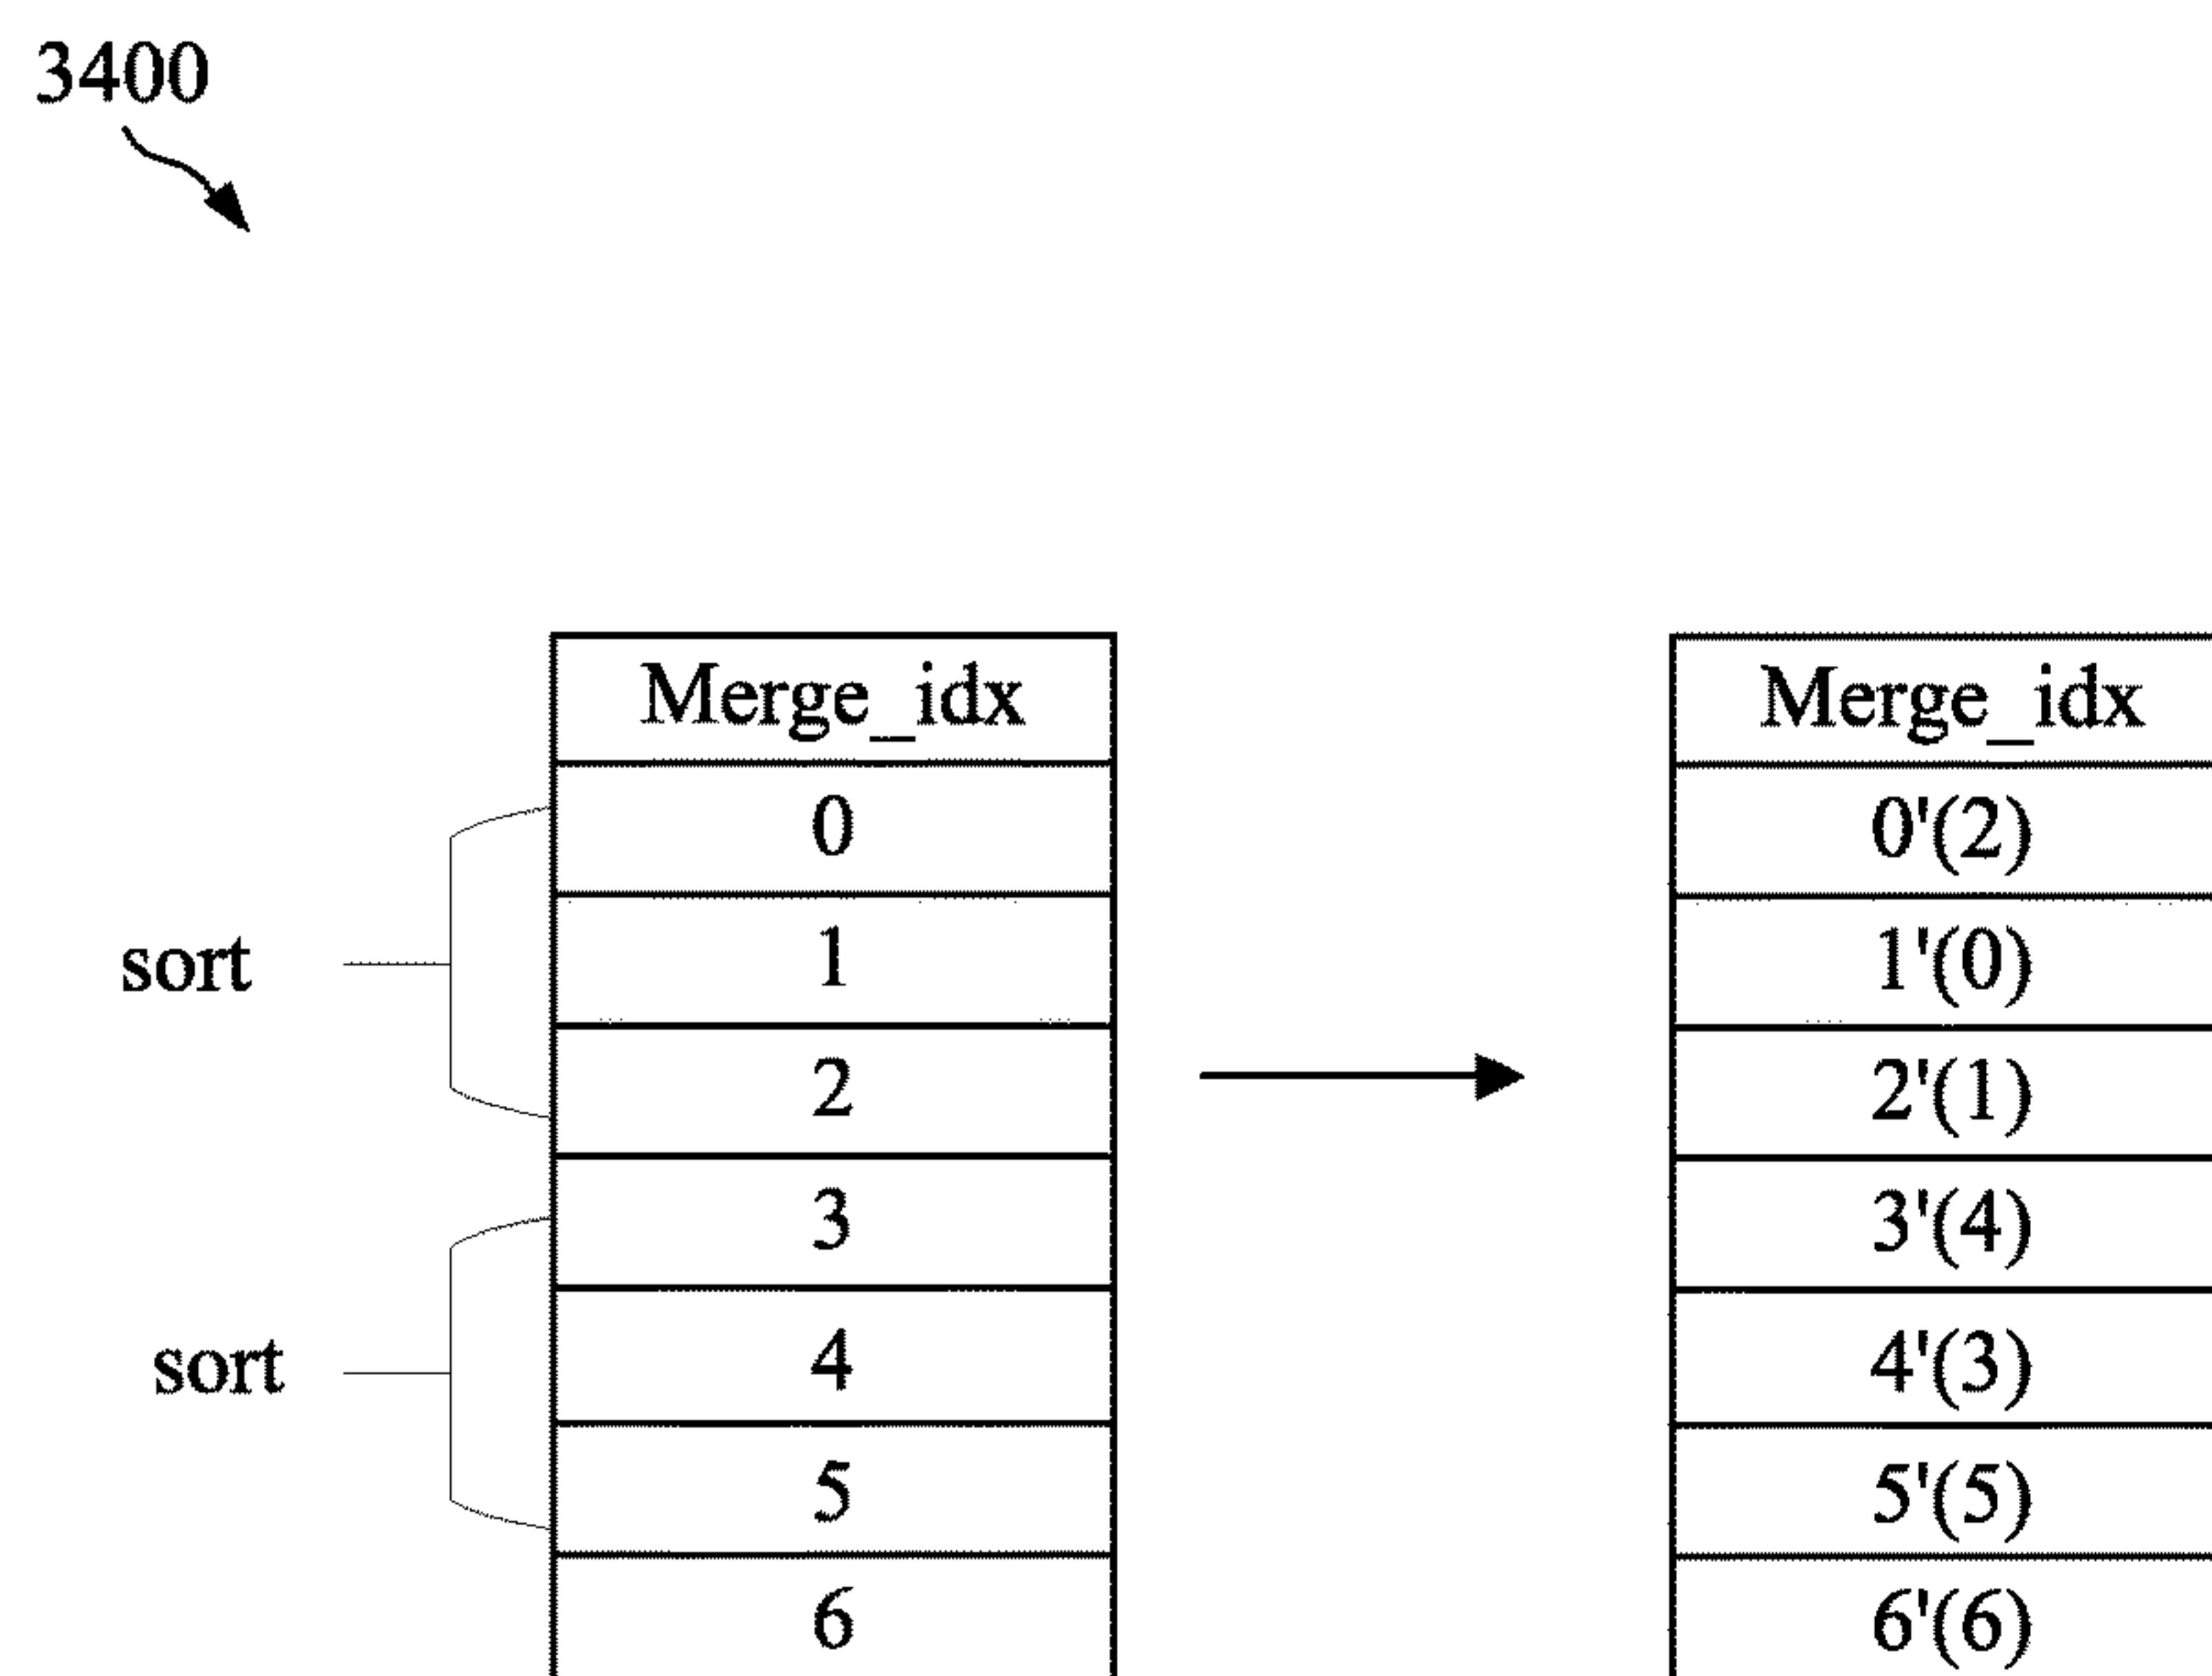 3400
Merge_idx Merge_idx
0 0'(2)
sort 1 1'(0)
2 2'(1)
3 3'(4)
sort 4 4'(3)
5 5'(5)
6 6'(6)